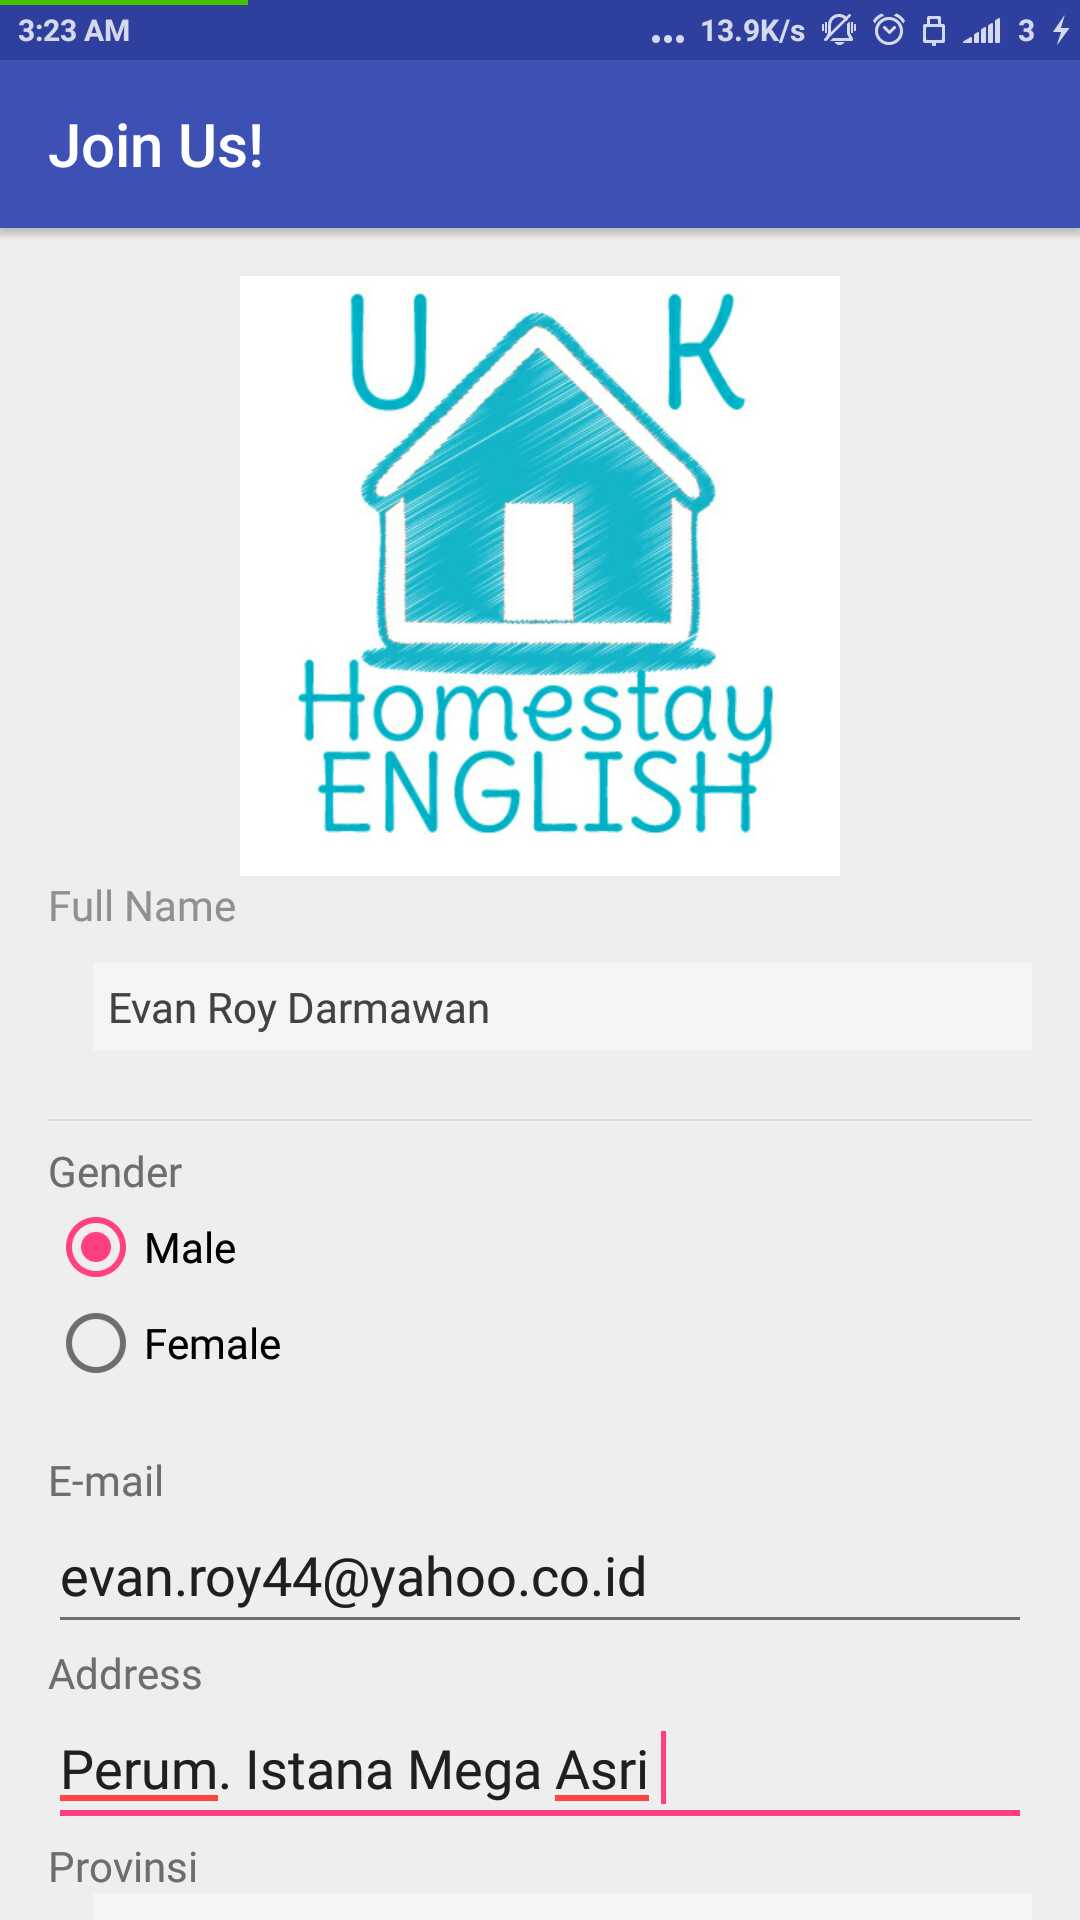 3:23 AM ... 13.9K/s 3
Join Us!
U K
Homestay
ENGLISH
Full Name
Evan Roy Darmawan
Gender
Male
Female
E-mail
evan.roy44@yahoo.co.id
Address
Perum. Istana Mega Asri
Provinsi